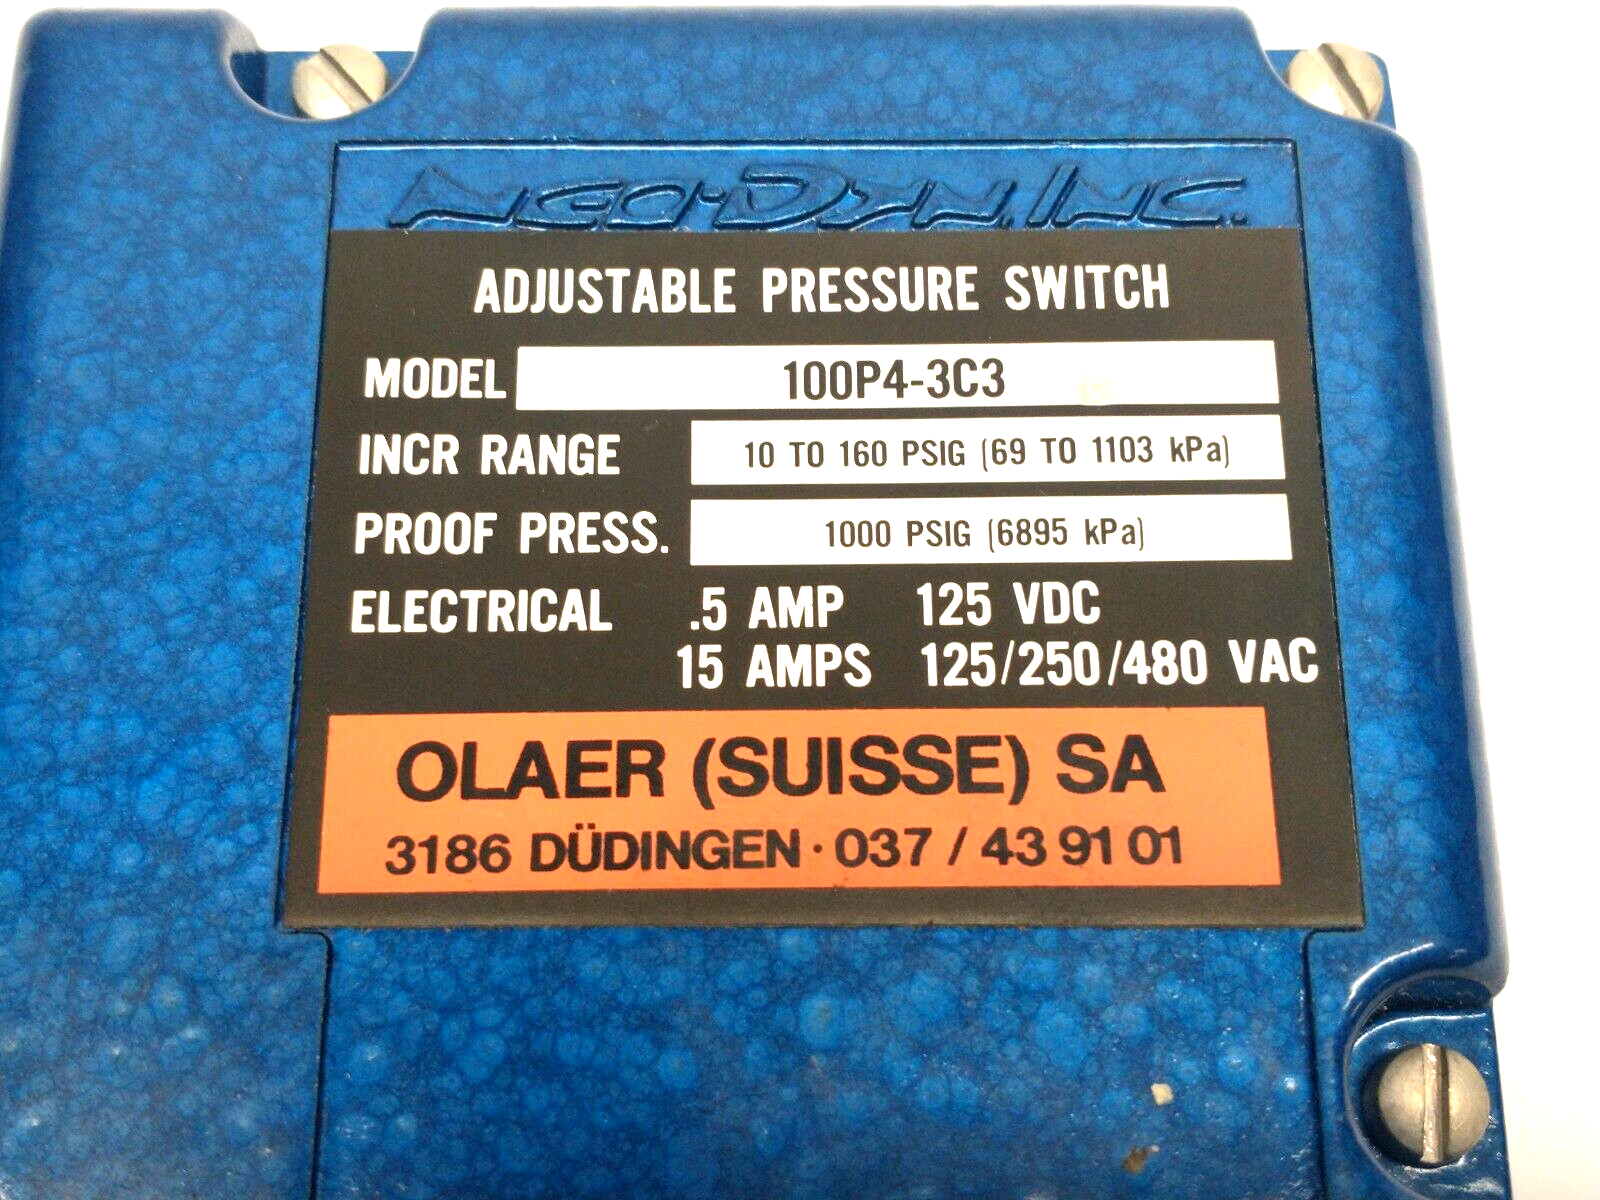 NEO-DYN, INC.
ADJUSTABLE PRESSURE SWITCH
MODEL 100P4-3C3
INCR RANGE 10 TO 160 PSIG (69 TO 1103 kPa)
PROOF PRESS. 1000 PSIG (6895 kPa)
ELECTRICAL .5 AMP 125 VDC
15 AMPS 125/250/480 VAC
OLAER (SUISSE) SA
3186 DÜDINGEN · 037 / 43 91 01